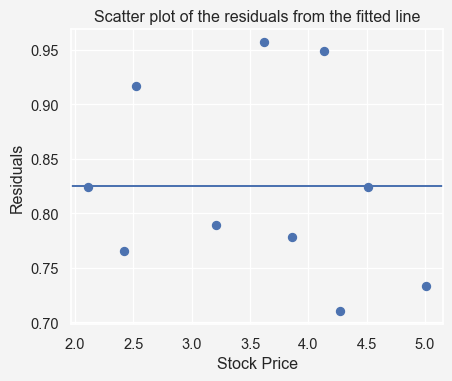 Scatter plot of the residuals from the fitted line
0.95
0.90
0.85
0.80
0.75
0.70
Residuals
2.0 2.5 3.0 3.5 4.0 4.5 5.0
Stock Price